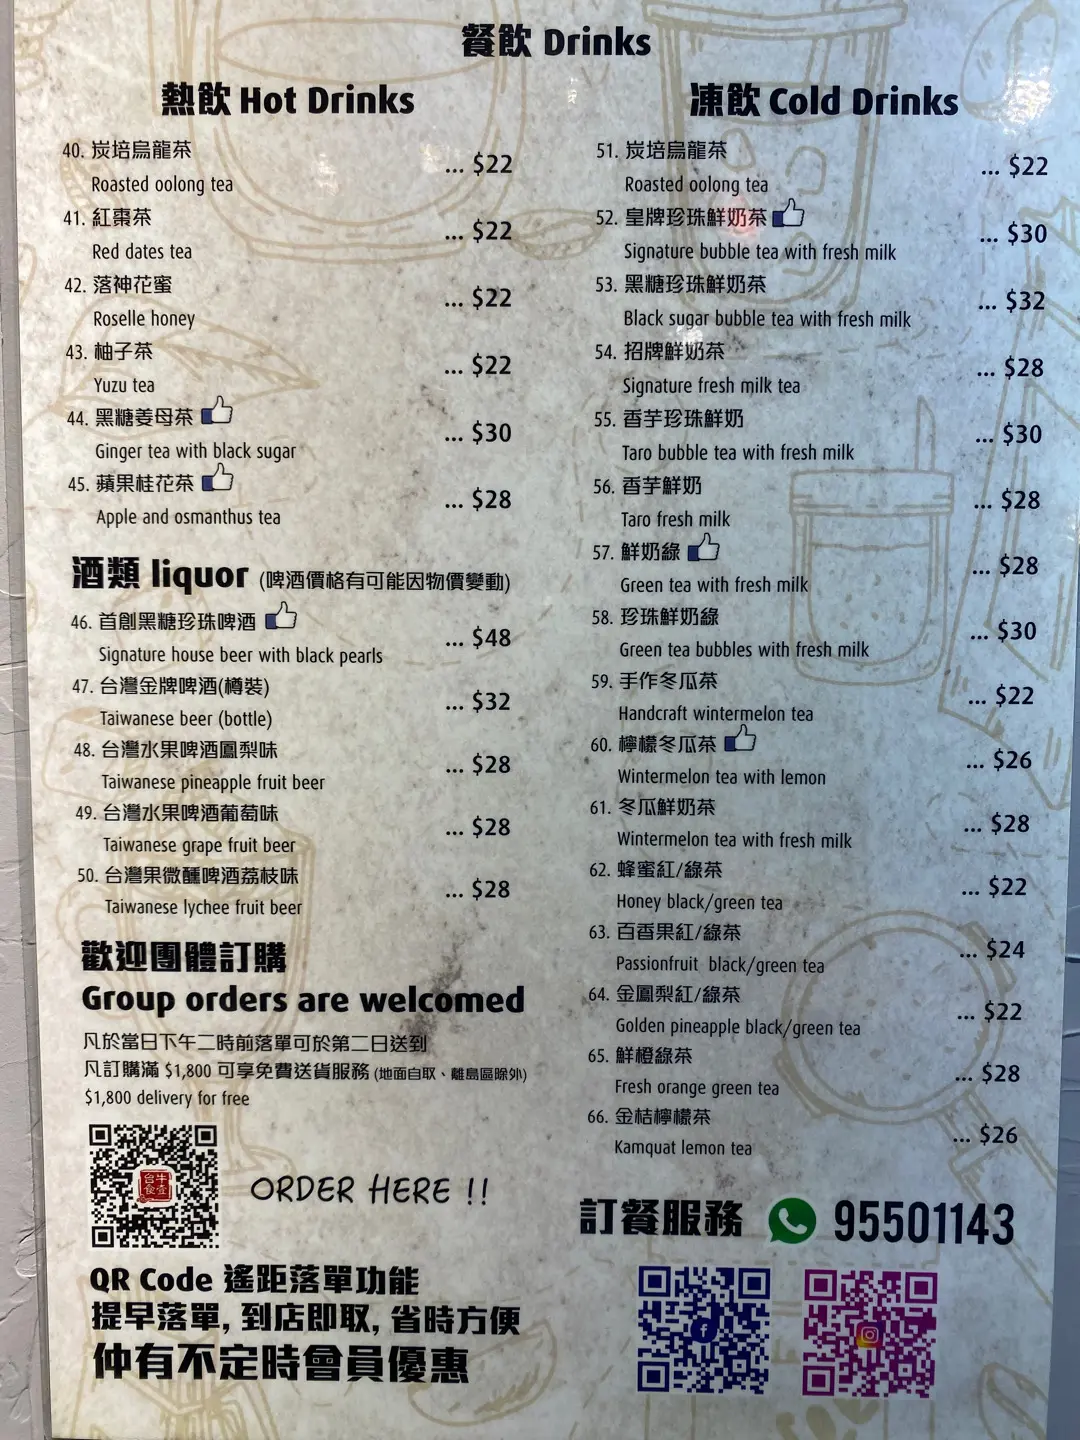 餐飲 Drinks
熱飲 Hot Drinks
40. 炭培烏龍茶
Roasted oolong tea ... $22
41. 紅棗茶
Red dates tea ... $22
42. 落神花蜜
Roselle honey ... $22
43. 柚子茶
Yuzu tea ... $22
44. 黑糖姜母茶
Ginger tea with black sugar ... $30
45. 蘋果桂花茶
Apple and osmanthus tea ... $28
酒類 liquor (啤酒價格有可能因物價變動)
46. 首創黑糖珍珠啤酒
Signature house beer with black pearls ... $48
47. 台灣金牌啤酒(樽裝)
Taiwanese beer (bottle) ... $32
48. 台灣水果啤酒鳳梨味
Taiwanese pineapple fruit beer ... $28
49. 台灣水果啤酒葡萄味
Taiwanese grape fruit beer ... $28
50. 台灣果微醺啤酒荔枝味
Taiwanese lychee fruit beer ... $28
歡迎團體訂購
Group orders are welcomed
凡於當日下午二時前落單可於第二日送到
凡訂購滿 $1,800 可享免費送貨服務 (地面自取、離島區除外)
$1,800 delivery for free
台牛
食壹
ORDER HERE !!
QR Code 遙距落單功能
提早落單, 到店即取, 省時方便
仲有不定時會員優惠
凍飲 Cold Drinks
51. 炭培烏龍茶
Roasted oolong tea ... $22
52. 皇牌珍珠鮮奶茶
Signature bubble tea with fresh milk ... $30
53. 黑糖珍珠鮮奶茶
Black sugar bubble tea with fresh milk ... $32
54. 招牌鮮奶茶
Signature fresh milk tea ... $28
55. 香芋珍珠鮮奶
Taro bubble tea with fresh milk ... $30
56. 香芋鮮奶
Taro fresh milk ... $28
57. 鮮奶綠
Green tea with fresh milk ... $28
58. 珍珠鮮奶綠
Green tea bubbles with fresh milk ... $30
59. 手作冬瓜茶
Handcraft wintermelon tea ... $22
60. 檸檬冬瓜茶
Wintermelon tea with lemon ... $26
61. 冬瓜鮮奶茶
Wintermelon tea with fresh milk ... $28
62. 蜂蜜紅/綠茶
Honey black/green tea ... $22
63. 百香果紅/綠茶
Passionfruit black/green tea ... $24
64. 金鳳梨紅/綠茶
Golden pineapple black/green tea ... $22
65. 鮮橙綠茶
Fresh orange green tea ... $28
66. 金桔檸檬茶
Kamquat lemon tea ... $26
訂餐服務 95501143